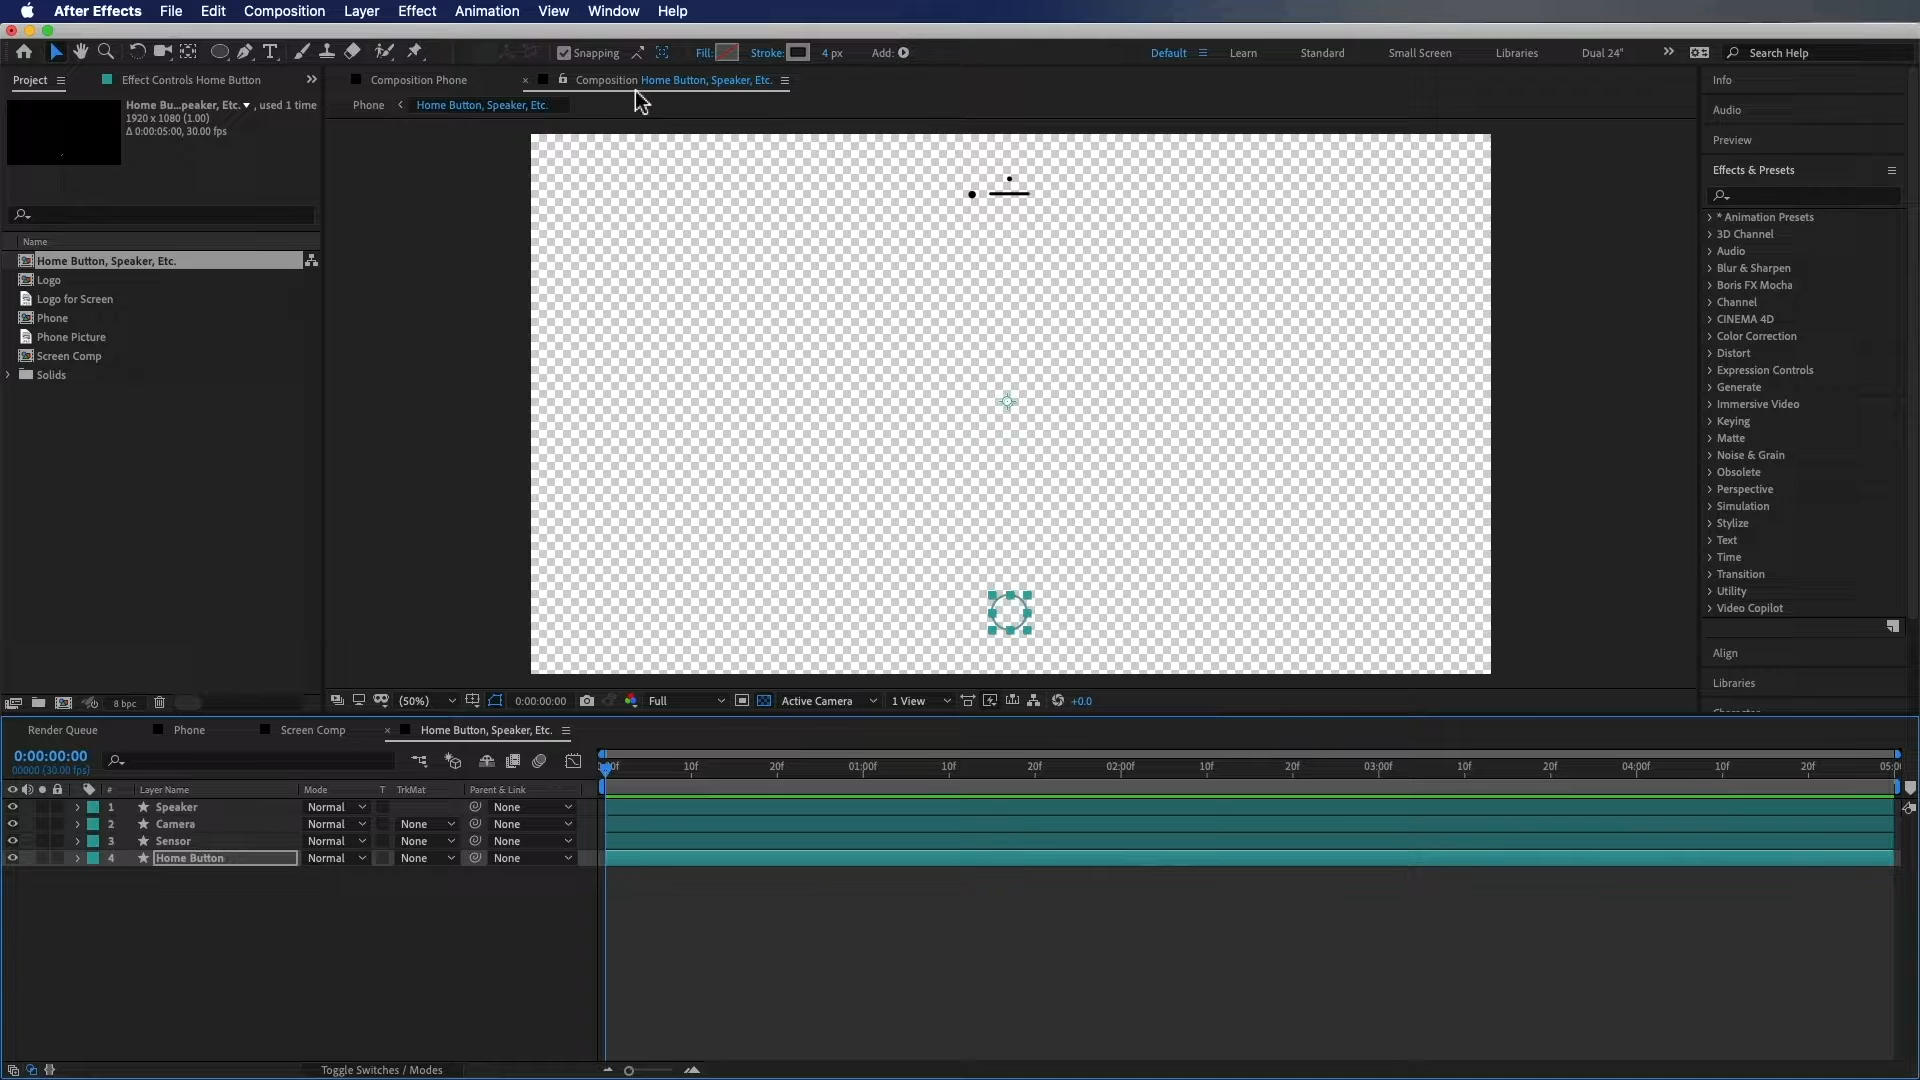 After Effects File Edit Composition Layer Effect Animation View Window Help
Snapping Fill: Stroke: 4 px Add: Default Learn Standard Small Screen Libraries Dual 24" Search Help
Project Effect Controls Home Button
Composition Phone × Composition Home Button, Speaker, Etc.
Phone Home Button, Speaker, Etc.
Home Bu...peaker, Etc. , used 1 time
1920 x 1080 (1.00)
Δ 0:00:05:00, 30.00 fps
Name
Home Button, Speaker, Etc.
Logo
Logo for Screen
Phone
Phone Picture
Screen Comp
Solids
8 bpc
(50%) 0:00:00:00 Full Active Camera 1 View +0.0
Info
Audio
Preview
Effects & Presets
* Animation Presets
3D Channel
Audio
Blur & Sharpen
Boris FX Mocha
Channel
CINEMA 4D
Color Correction
Distort
Expression Controls
Generate
Immersive Video
Keying
Matte
Noise & Grain
Obsolete
Perspective
Simulation
Stylize
Text
Time
Transition
Utility
Video Copilot
Align
Libraries
Render Queue Phone Screen Comp × Home Button, Speaker, Etc.
0:00:00:00
00000 (30.00 fps)
10f 20f 01:00f 10f 20f 02:00f 10f 20f 03:00f 10f 20f 04:00f 10f 20f
# Layer Name Mode T TrkMat Parent & Link
1 Speaker Normal None
2 Camera Normal None None
3 Sensor Normal None None
4 Home Button Normal None None
Toggle Switches / Modes